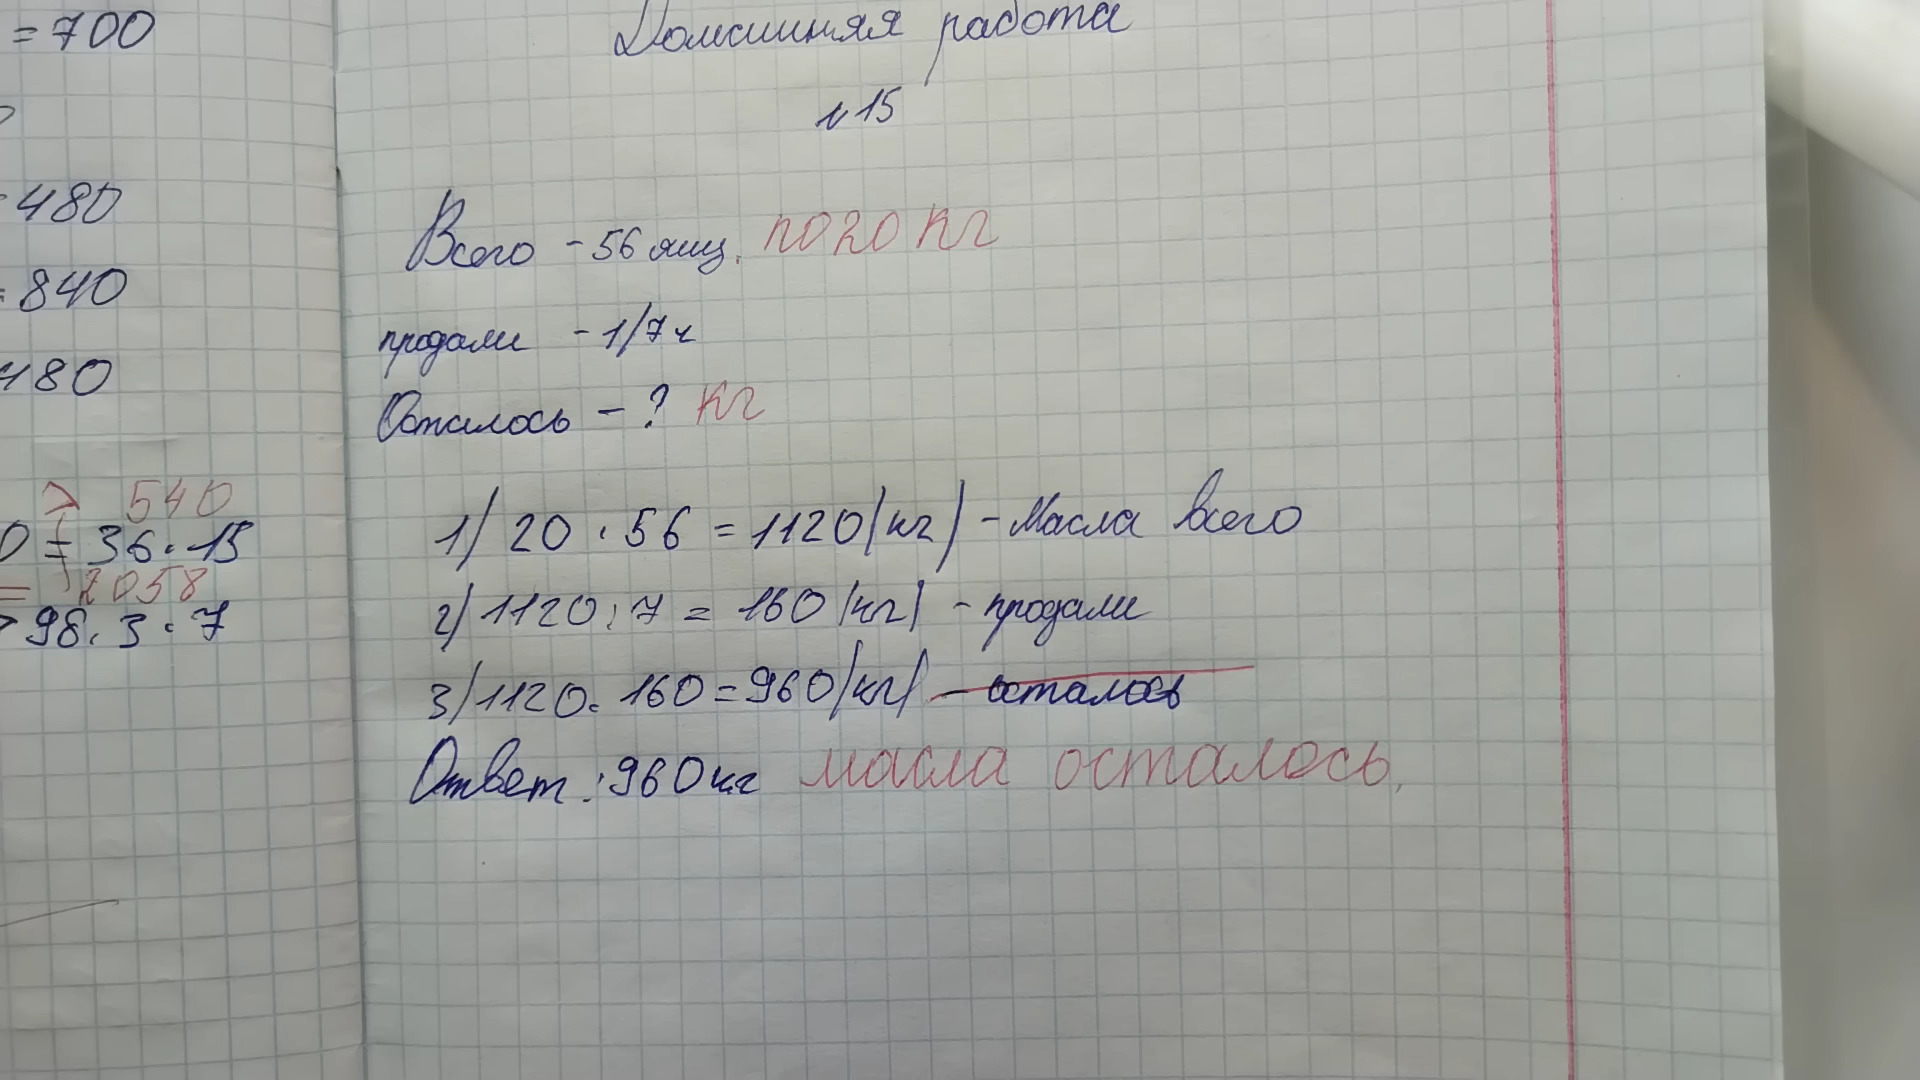 = 700
480
= 840
480
> 540
0 = 36 · 15
= 2058
> 98 · 3 · 7
Домашняя работа
№15
Всего - 56 ящ. по 20 кг
продали - 1/7 ч
Осталось - ? кг
1) 20 · 56 = 1120 (кг) - Масла всего
2) 1120 : 7 = 160 (кг) - продали
3) 1120 - 160 = 960 (кг) - осталось
Ответ : 960 кг масла осталось.